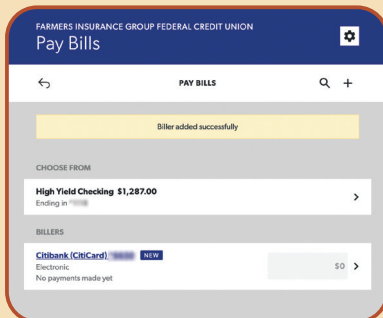 FARMERS INSURANCE GROUP FEDERAL CREDIT UNION
Pay Bills
PAY BILLS
Biller added successfully
CHOOSE FROM
High Yield Checking $1,287.00
Ending in
BILLERS
Citibank (CitiCard) NEW
Electronic
$0
No payments made yet